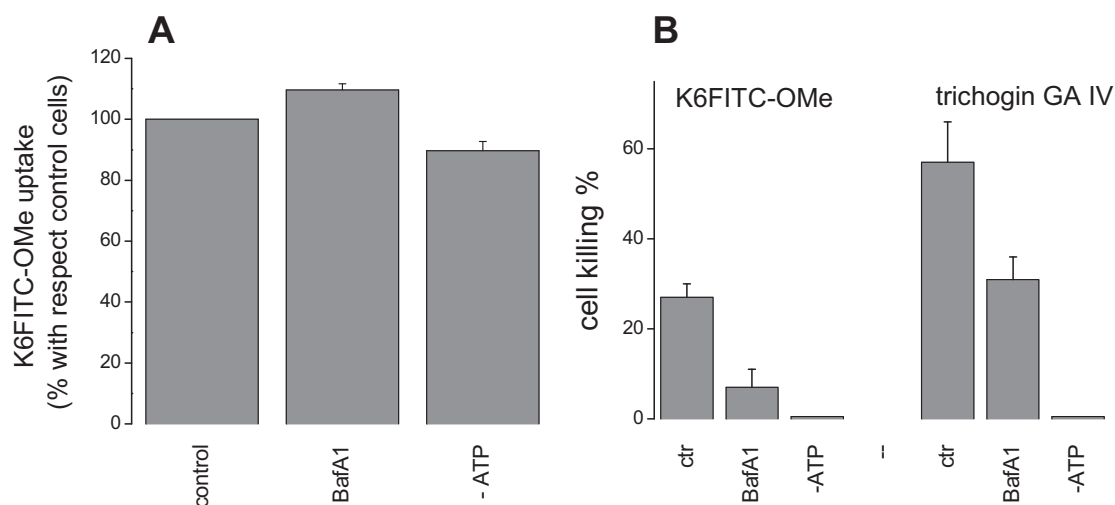 A
K6FITC-OMe uptake
(% with respect control cells)
120
100
80
60
40
20
0
control
BafA1
- ATP
B
K6FITC-OMe
trichogin GA IV
cell killing %
60
40
20
0
ctr
BafA1
-ATP
--
ctr
BafA1
-ATP